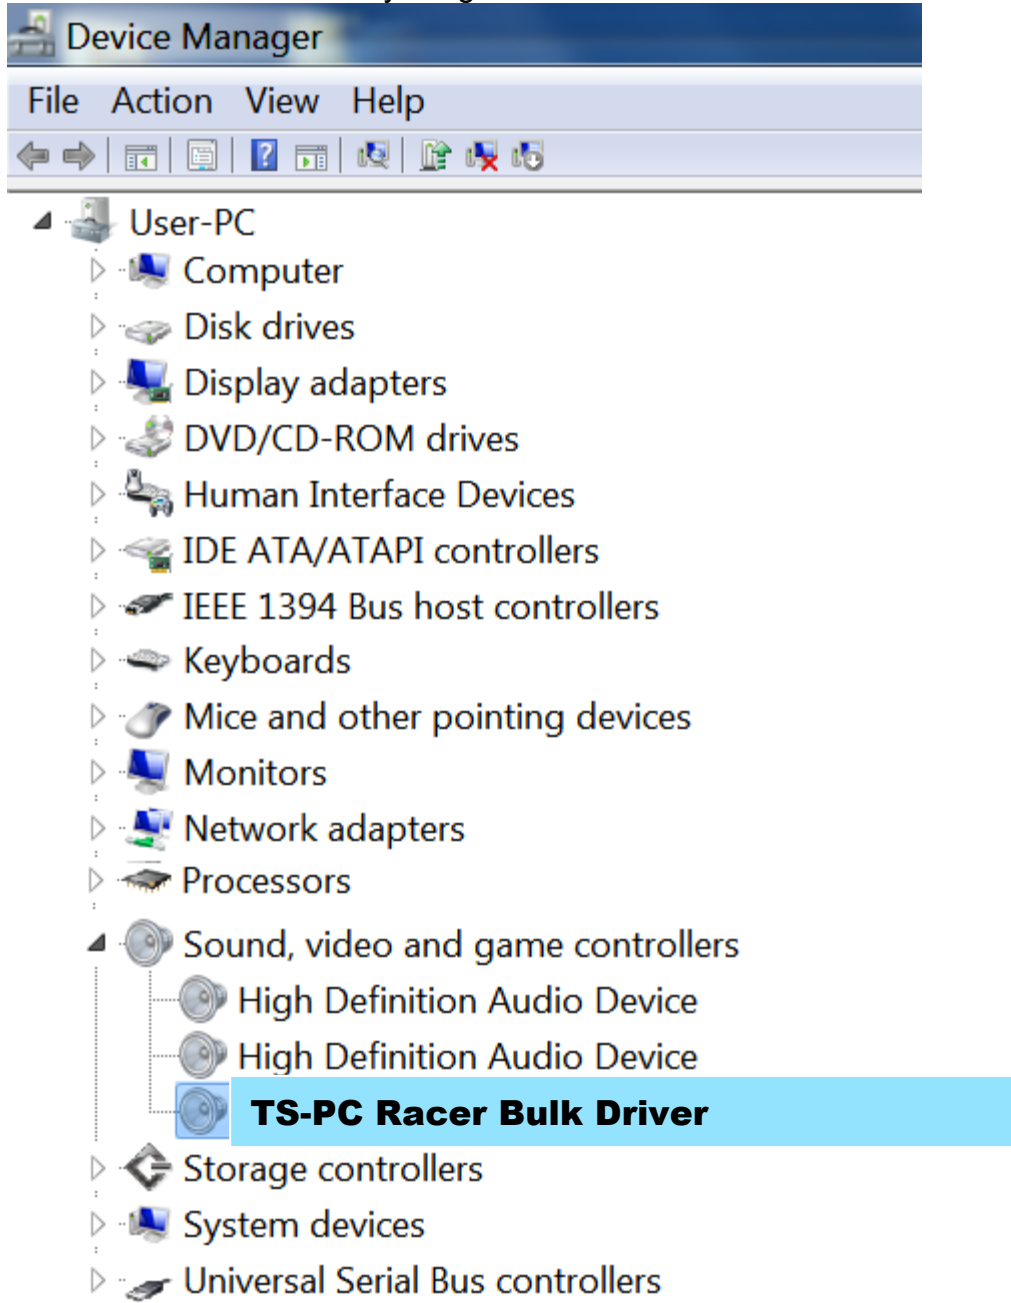 Device Manager
File Action View Help
User-PC
Computer
Disk drives
Display adapters
DVD/CD-ROM drives
Human Interface Devices
IDE ATA/ATAPI controllers
IEEE 1394 Bus host controllers
Keyboards
Mice and other pointing devices
Monitors
Network adapters
Processors
Sound, video and game controllers
High Definition Audio Device
High Definition Audio Device
TS-PC Racer Bulk Driver
Storage controllers
System devices
Universal Serial Bus controllers